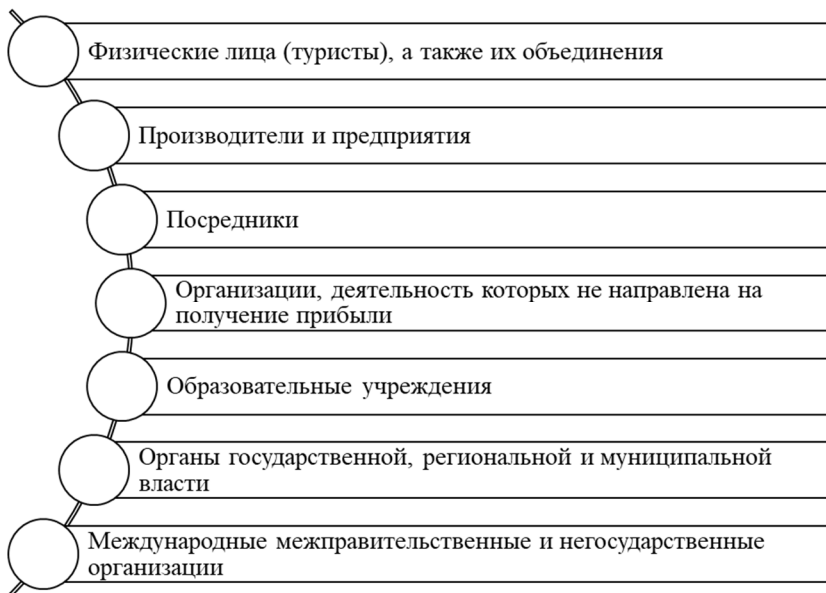 Физические лица (туристы), а также их объединения
Производители и предприятия
Посредники
Организации, деятельность которых не направлена на
получение прибыли
Образовательные учреждения
Органы государственной, региональной и муниципальной
власти
Международные межправительственные и негосударственные
организации